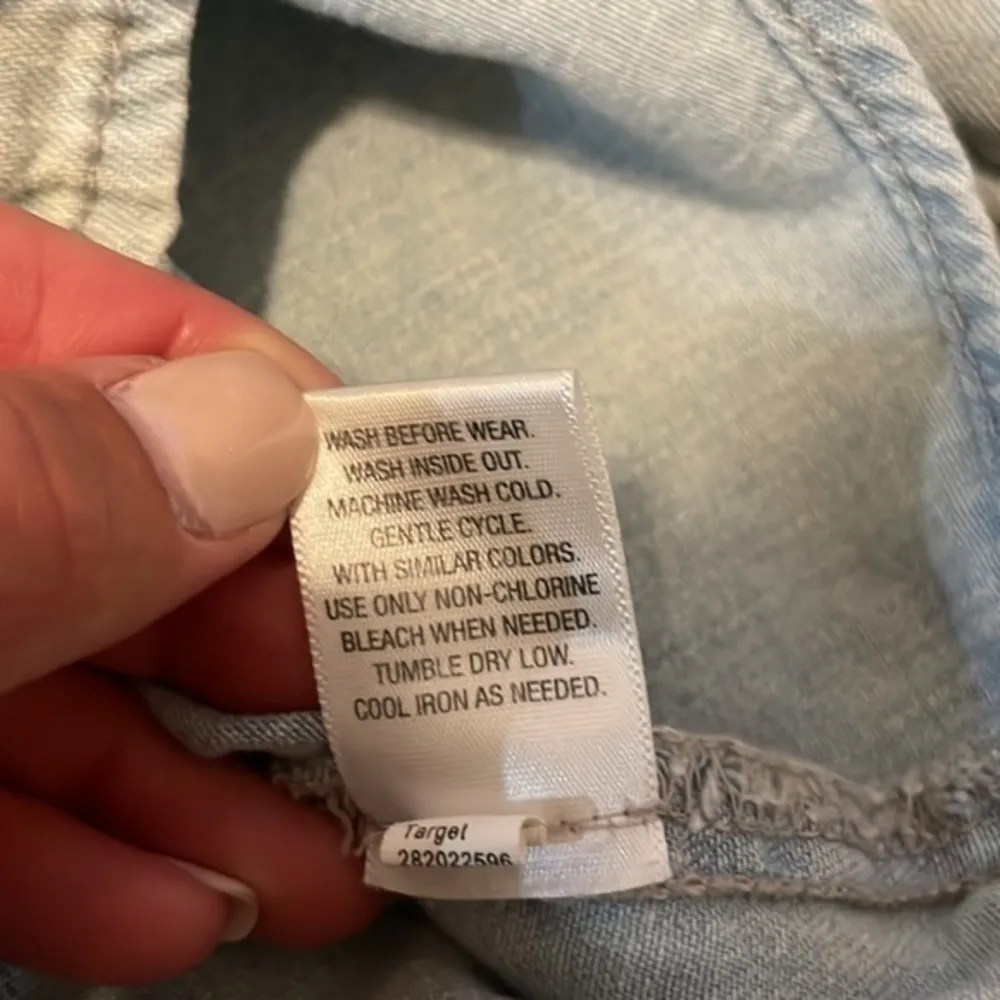 WASH BEFORE WEAR.
WASH INSIDE OUT.
MACHINE WASH COLD.
GENTLE CYCLE.
WITH SIMILAR COLORS.
USE ONLY NON-CHLORINE
BLEACH WHEN NEEDED.
TUMBLE DRY LOW.
COOL IRON AS NEEDED.
Target
282022596